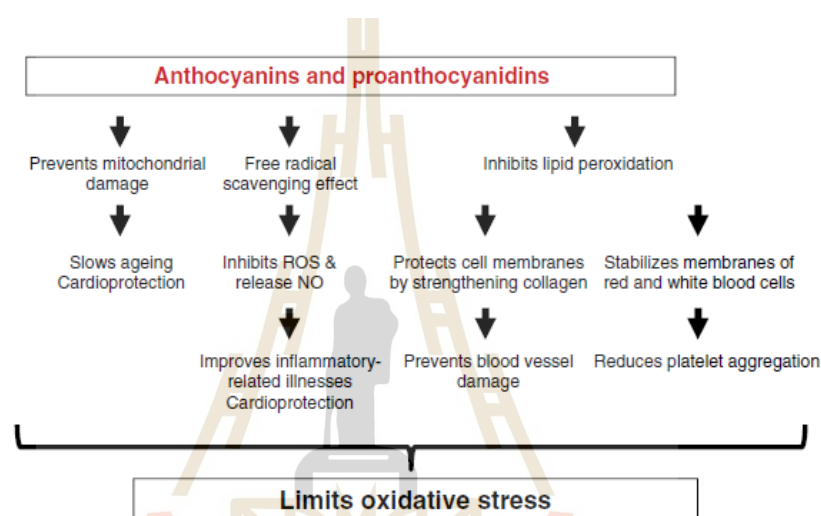 Anthocyanins and proanthocyanidins
Prevents mitochondrial
damage
Free radical
scavenging effect
Inhibits lipid peroxidation
Slows ageing
Cardioprotection
Inhibits ROS &
release NO
Protects cell membranes
by strengthening collagen
Stabilizes membranes of
red and white blood cells
Improves inflammatory-
related illnesses
Cardioprotection
Prevents blood vessel
damage
Reduces platelet aggregation
Limits oxidative stress